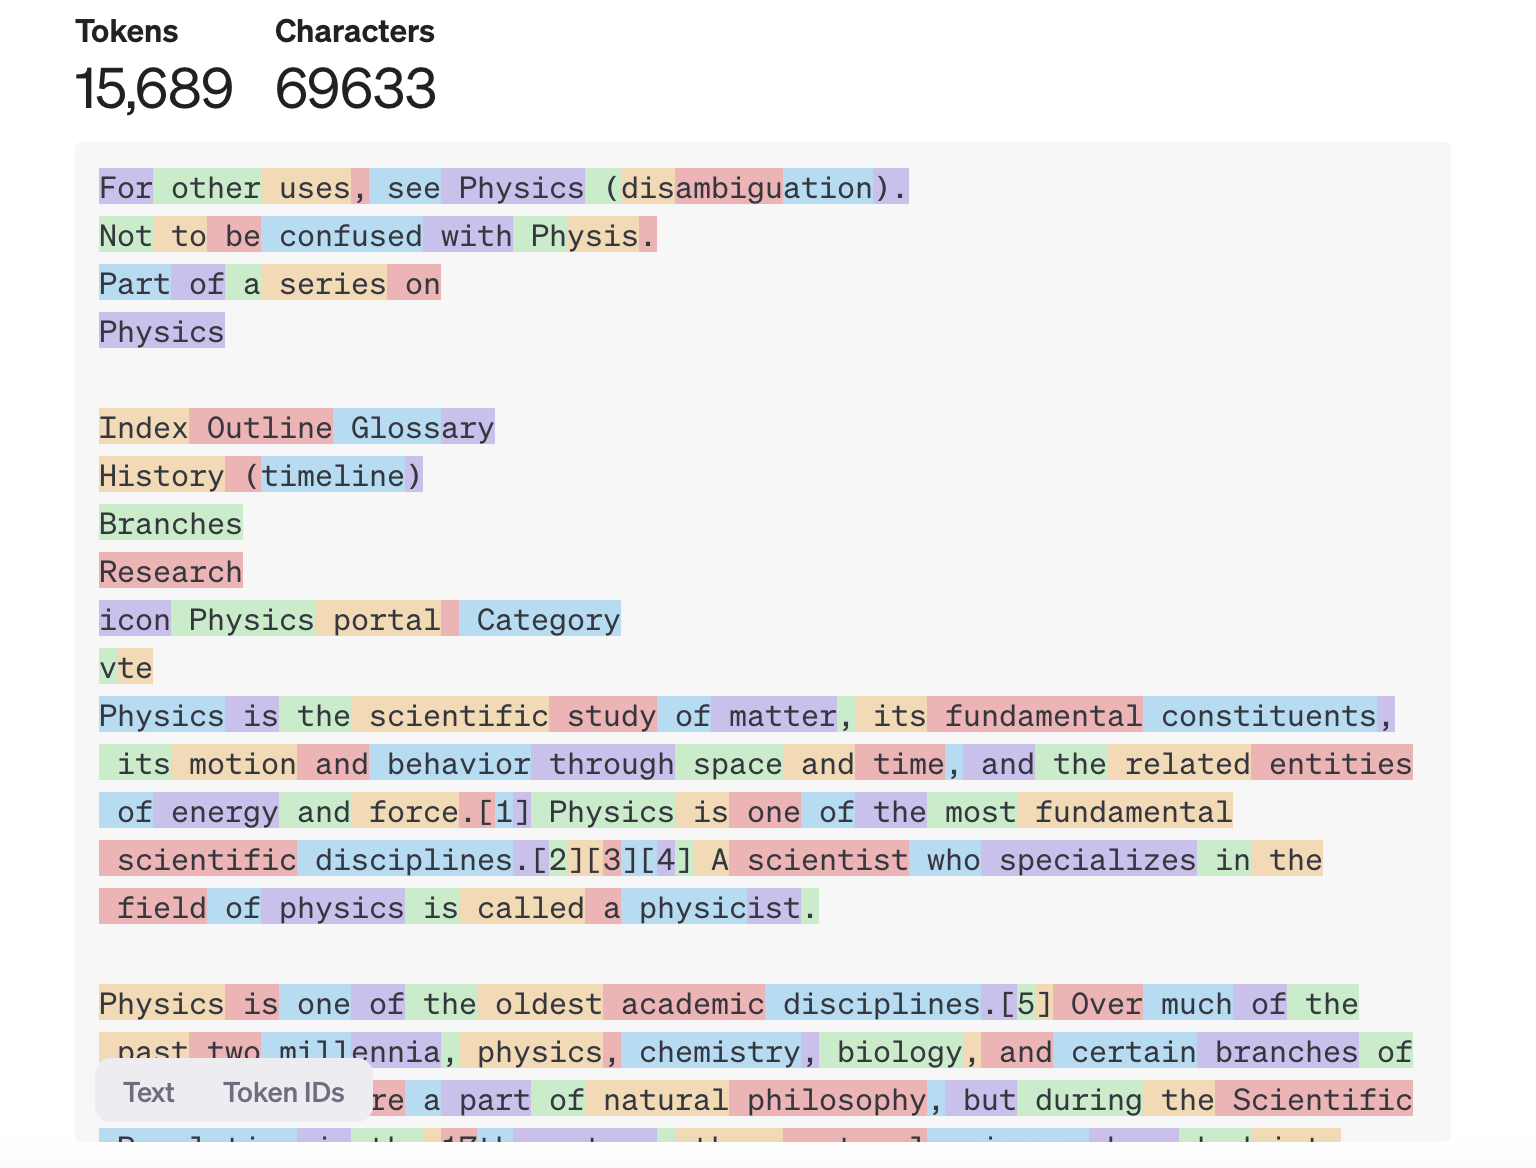 Tokens Characters
15,689 69633
For other uses, see Physics (disambiguation).
Not to be confused with Physis.
Part of a series on
Physics
Index Outline Glossary
History (timeline)
Branches
Research
icon Physics portal  Category
vte
Physics is the scientific study of matter, its fundamental constituents,
its motion and behavior through space and time, and the related entities
of energy and force.[1] Physics is one of the most fundamental
scientific disciplines.[2][3][4] A scientist who specializes in the
field of physics is called a physicist.
Physics is one of the oldest academic disciplines.[5] Over much of the
past two millennia, physics, chemistry, biology, and certain branches of
re a part of natural philosophy, but during the Scientific
Text Token IDs